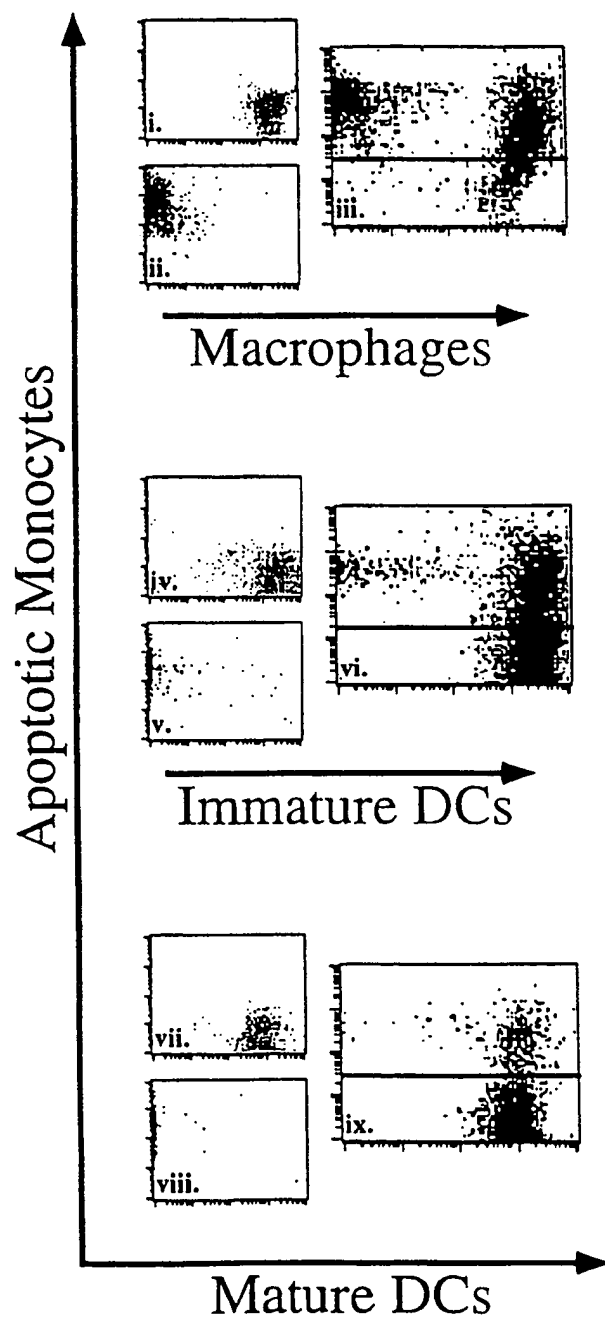 Apoptotic Monocytes
i.
ii.
iii.
Macrophages
iv.
v.
vi.
Immature DCs
vii.
viii.
ix.
Mature DCs